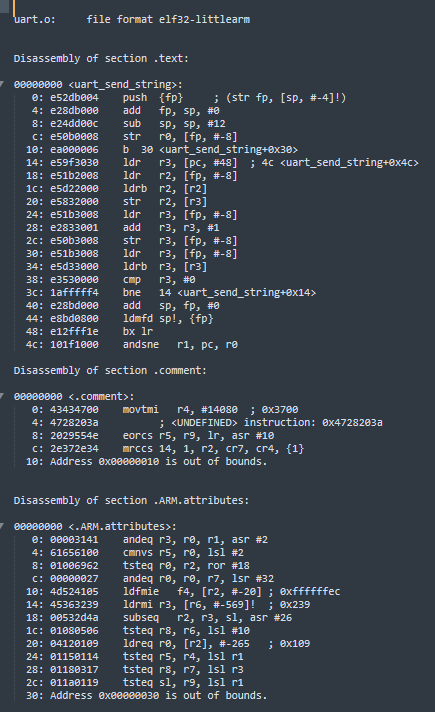 uart.o:     file format elf32-littlearm
Disassembly of section .text:
00000000 <uart_send_string>:
0: e52db004 push {fp} ; (str fp, [sp, #-4]!)
4: e28db000 add fp, sp, #0
8: e24dd00c sub sp, sp, #12
c: e50b0008 str r0, [fp, #-8]
10: ea000006 b 30 <uart_send_string+0x30>
14: e59f3030 ldr r3, [pc, #48] ; 4c <uart_send_string+0x4c>
18: e51b2008 ldr r2, [fp, #-8]
1c: e5d22000 ldrb r2, [r2]
20: e5832000 str r2, [r3]
24: e51b3008 ldr r3, [fp, #-8]
28: e2833001 add r3, r3, #1
2c: e50b3008 str r3, [fp, #-8]
30: e51b3008 ldr r3, [fp, #-8]
34: e5d33000 ldrb r3, [r3]
38: e3530000 cmp r3, #0
3c: 1afffff4 bne 14 <uart_send_string+0x14>
40: e28bd000 add sp, fp, #0
44: e8bd0800 ldmfd sp!, {fp}
48: e12fff1e bx lr
4c: 101f1000 andsne r1, pc, r0
Disassembly of section .comment:
00000000 <.comment>:
0: 43434700 movtmi r4, #14080 ; 0x3700
4: 4728203a ; <UNDEFINED> instruction: 0x4728203a
8: 2029554e eorcs r5, r9, lr, asr #10
c: 2e372e34 mrccs 14, 1, r2, cr7, cr4, {1}
10: Address 0x00000010 is out of bounds.
Disassembly of section .ARM.attributes:
00000000 <.ARM.attributes>:
0: 00003141 andeq r3, r0, r1, asr #2
4: 61656100 cmnvs r5, r0, lsl #2
8: 01006962 tsteq r0, r2, ror #18
c: 00000027 andeq r0, r0, r7, lsr #32
10: 4d524105 ldfmie f4, [r2, #-20] ; 0xffffffec
14: 45363239 ldrmi r3, [r6, #-569]! ; 0x239
18: 00532d4a subseq r2, r3, sl, asr #26
1c: 01080506 tsteq r8, r6, lsl #10
20: 04120109 ldreq r0, [r2], #-265 ; 0x109
24: 01150114 tsteq r5, r4, lsl r1
28: 01180317 tsteq r8, r7, lsl r3
2c: 011a0119 tsteq sl, r9, lsl r1
30: Address 0x00000030 is out of bounds.